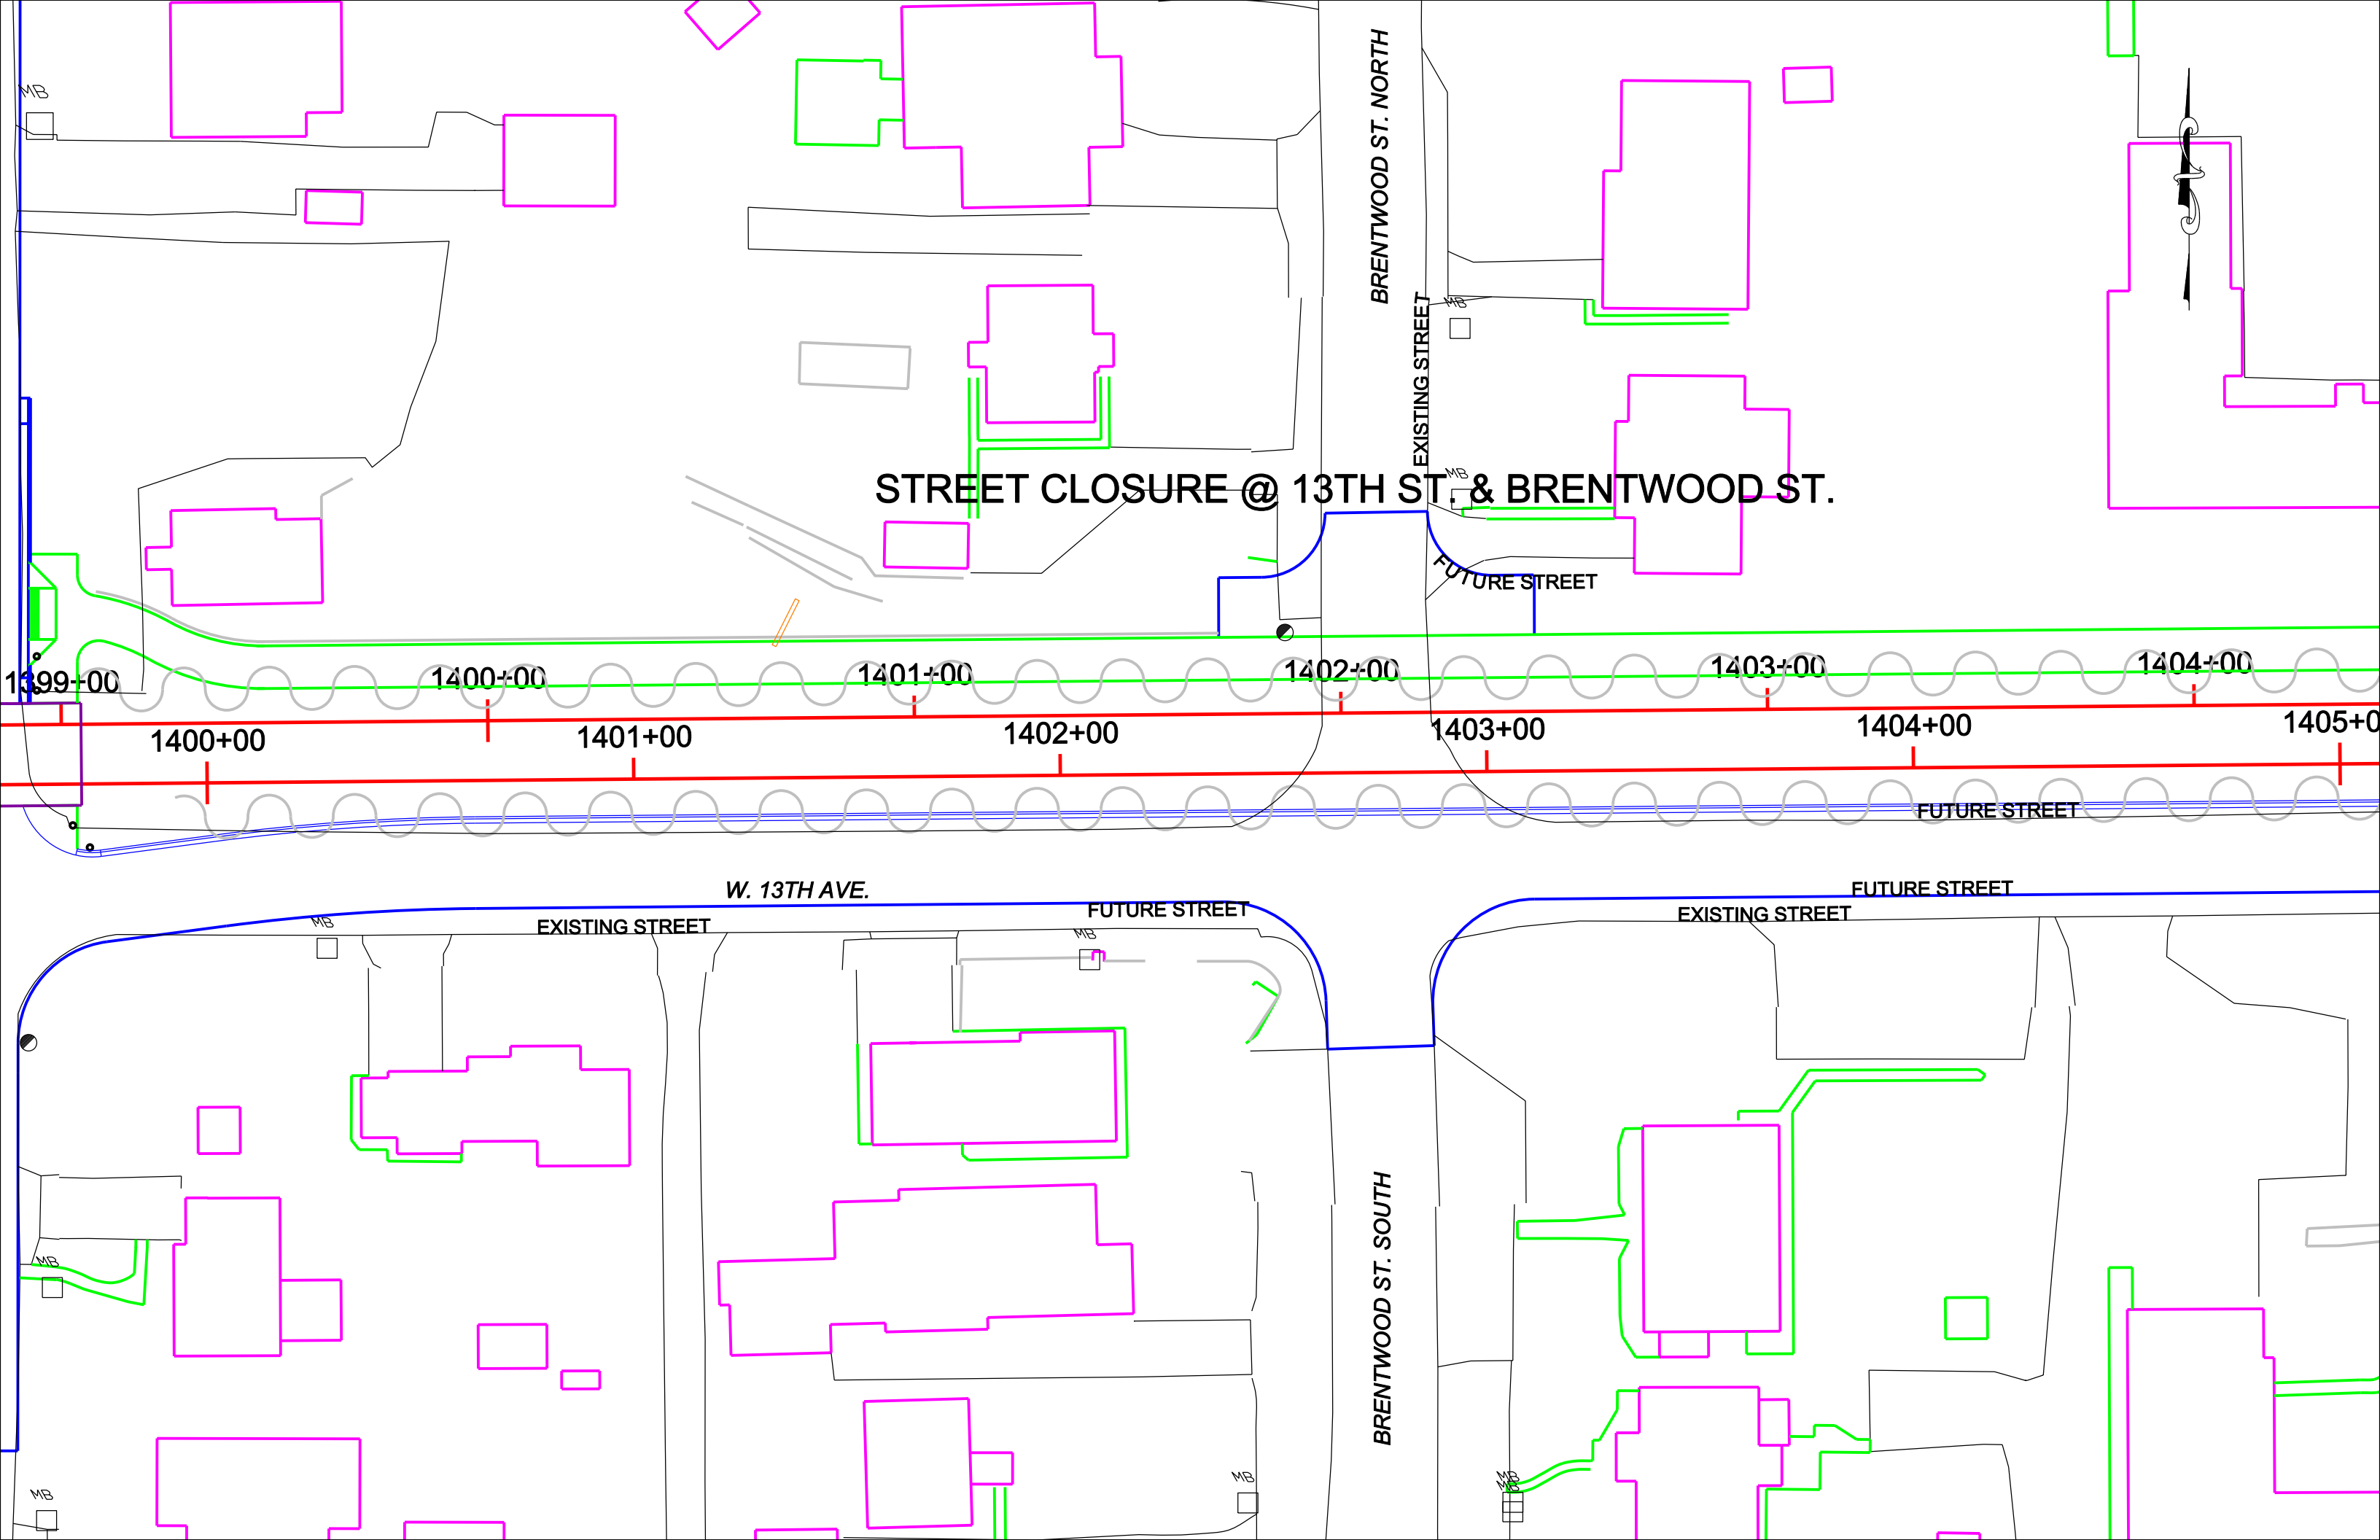 MB
BRENTWOOD ST. NORTH
EXISTING STREET
MB
MB
STREET CLOSURE @ 13TH ST. & BRENTWOOD ST.
FUTURE STREET
1399+00
1400+00
1401+00
1402+00
1403+00
1404+00
1400+00
1401+00
1402+00
1403+00
1404+00
1405+0
FUTURE STREET
W. 13TH AVE.
FUTURE STREET
FUTURE STREET
EXISTING STREET
EXISTING STREET
MB
MB
BRENTWOOD ST. SOUTH
MB
MB
MB
MB
MB